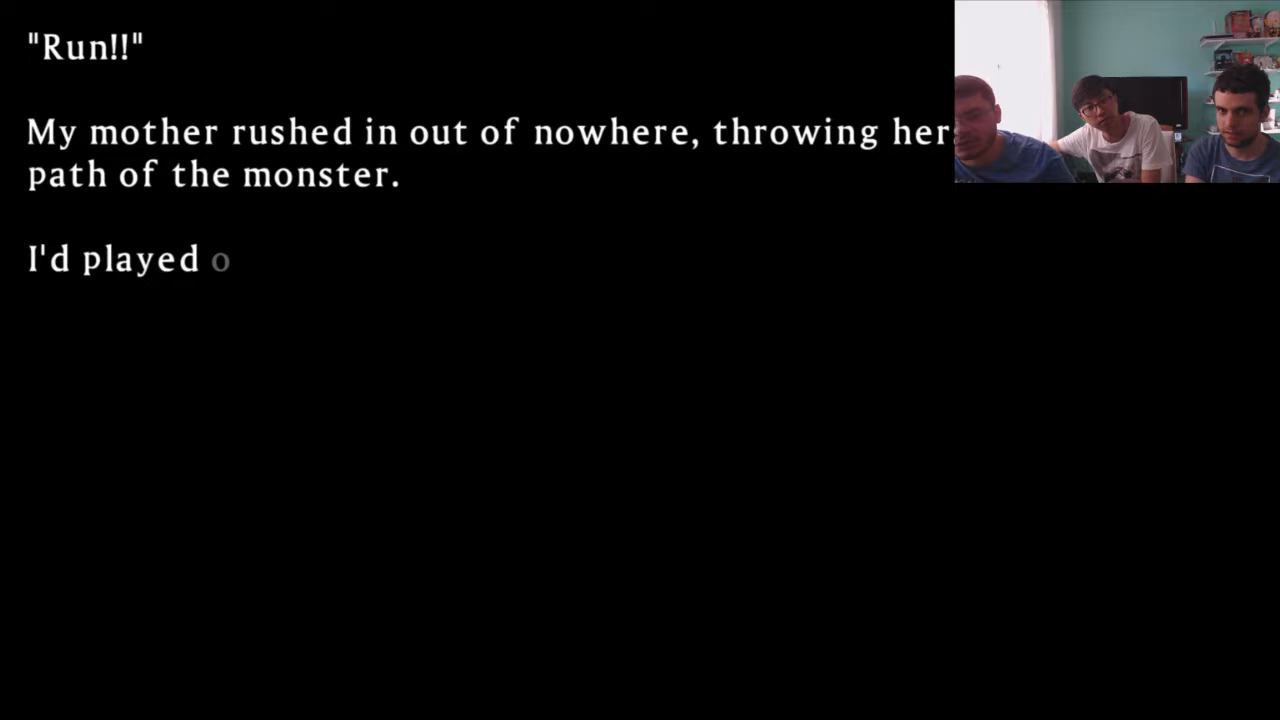 "Run!!"
My mother rushed in out of nowhere, throwing her
path of the monster.
I'd played o